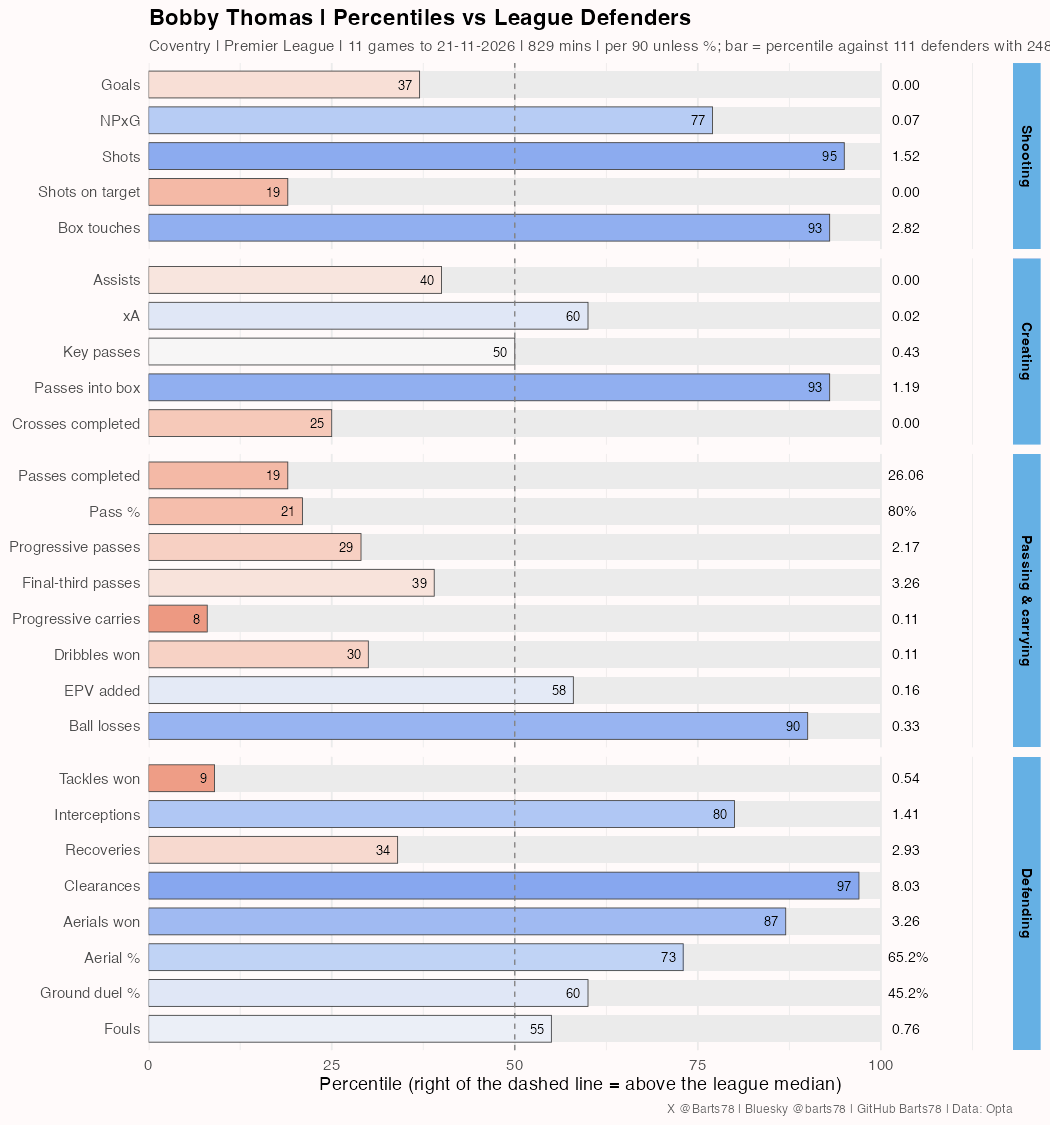 Bobby Thomas | Percentiles vs League Defenders
Coventry | Premier League | 11 games to 21-11-2026 | 829 mins | per 90 unless %; bar = percentile against 111 defenders with 248
Goals 37 0.00
NPxG 77 0.07
Shots 95 1.52
Shots on target 19 0.00
Box touches 93 2.82
Shooting
Assists 40 0.00
xA 60 0.02
Key passes 50 0.43
Passes into box 93 1.19
Crosses completed 25 0.00
Creating
Passes completed 19 26.06
Pass % 21 80%
Progressive passes 29 2.17
Final-third passes 39 3.26
Progressive carries 8 0.11
Dribbles won 30 0.11
EPV added 58 0.16
Ball losses 90 0.33
Passing & carrying
Tackles won 9 0.54
Interceptions 80 1.41
Recoveries 34 2.93
Clearances 97 8.03
Aerials won 87 3.26
Aerial % 73 65.2%
Ground duel % 60 45.2%
Fouls 55 0.76
Defending
0 25 50 75 100
Percentile (right of the dashed line = above the league median)
X @Barts78 | Bluesky @barts78 | GitHub Barts78 | Data: Opta